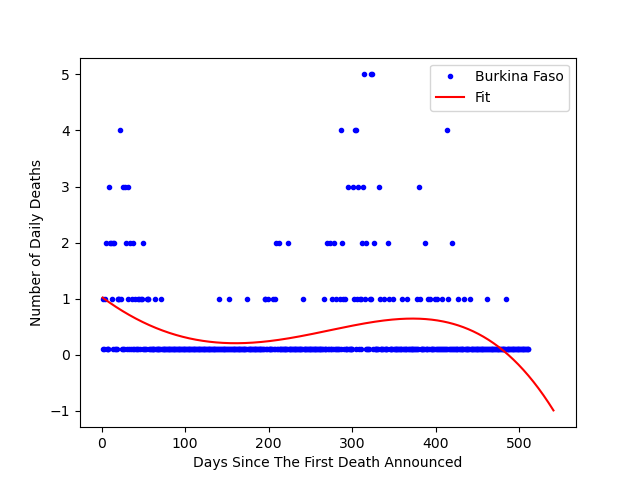 Burkina Faso
Fit
5
4
3
2
1
0
−1
0 100 200 300 400 500
Number of Daily Deaths
Days Since The First Death Announced